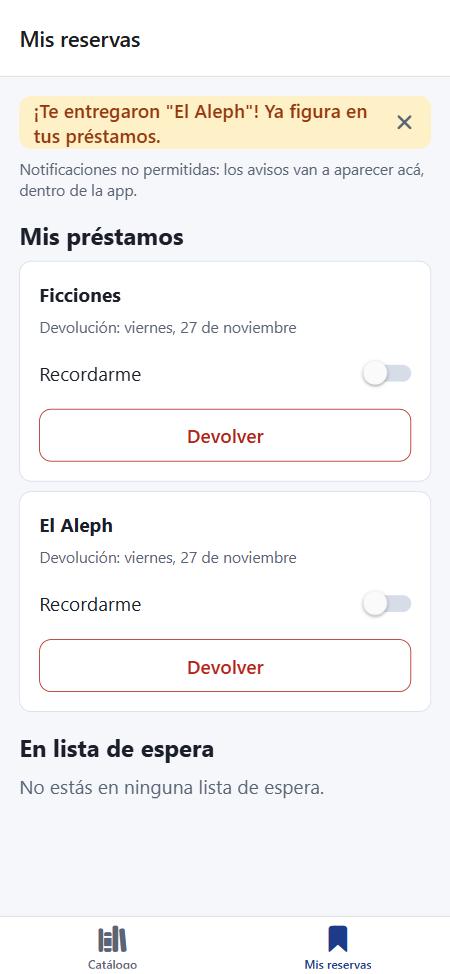 Mis reservas
¡Te entregaron "El Aleph"! Ya figura en
tus préstamos.
Notificaciones no permitidas: los avisos van a aparecer acá,
dentro de la app.
Mis préstamos
Ficciones
Devolución: viernes, 27 de noviembre
Recordarme
Devolver
El Aleph
Devolución: viernes, 27 de noviembre
Recordarme
Devolver
En lista de espera
No estás en ninguna lista de espera.
Catálogo
Mis reservas